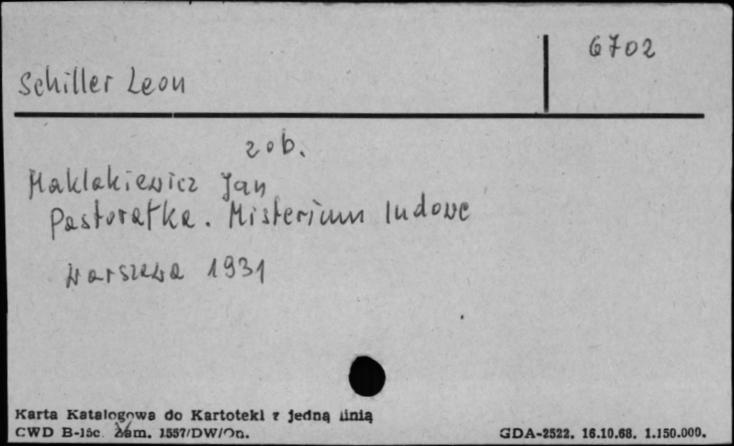 6702
Schiller Leon
zob.
Maklakiewicz Jan
Pastorałka. Misterium ludowe
Warszawa 1931
Karta Katalogowa do Kartoteki z jedną linią
CWD B-15c Zam. 1557/DW/On.
GDA-2522. 16.10.68. 1.150.000.